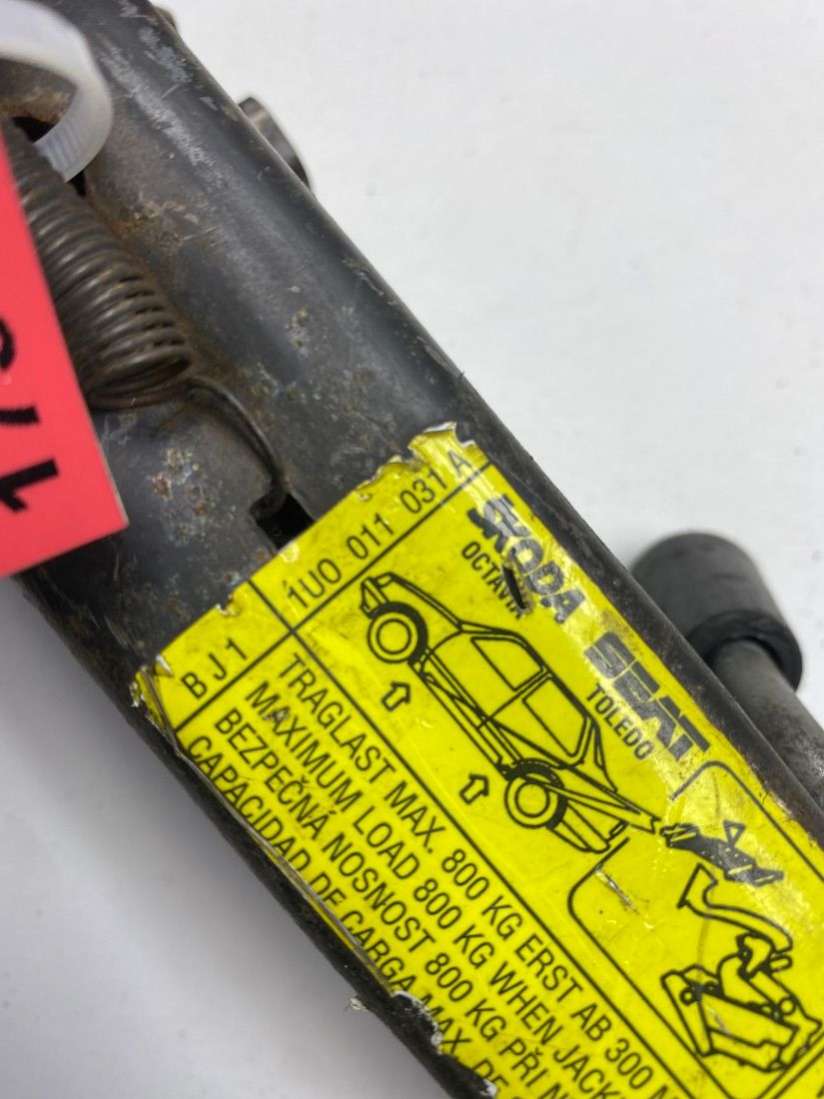 BJ1 1U0 011 031 A
ŠKODA SEAT
OCTAVIA TOLEDO
TRAGLAST MAX. 800 KG ERST AB 300
MAXIMUM LOAD 800 KG WHEN
BEZPEČNÁ NOSNOST 800 KG PŘI
CAPACIDAD DE CARGA MAX. DE